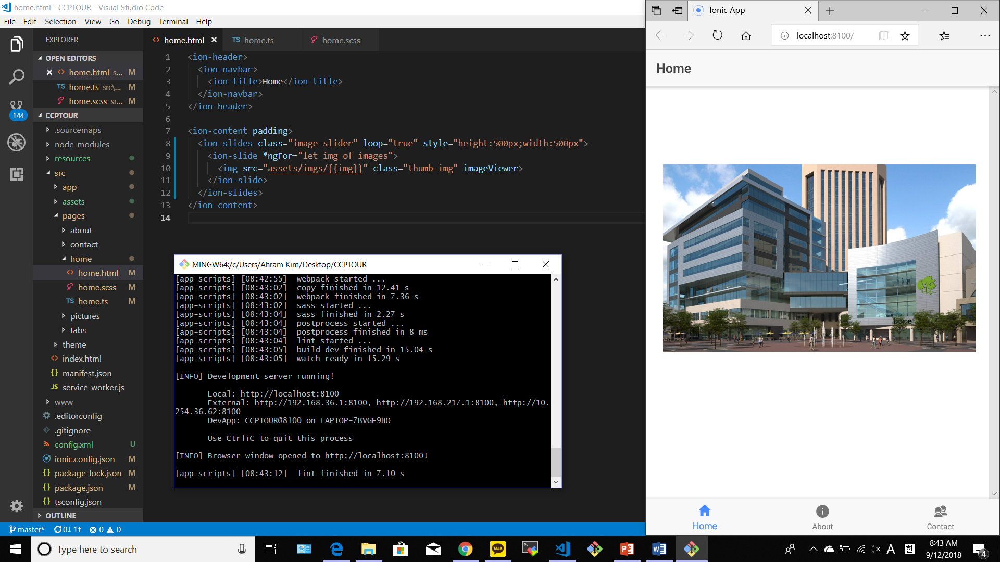 home.html - CCPTOUR - Visual Studio Code
File Edit Selection View Go Debug Terminal Help
EXPLORER
OPEN EDITORS
home.html s... M
home.ts src\... M
home.scss sr... M
144
CCPTOUR
.sourcemaps
node_modules
resources
src
app
assets
pages
about
contact
home
home.html M
home.scss M
TS home.ts M
pictures
tabs
theme
index.html
manifest.json
JS service-worker.js
www
.editorconfig
.gitignore
config.xml U
ionic.config.json M
package-lock.json M
package.json M
tsconfig.json
OUTLINE
home.html
TS home.ts
home.scss
1 <ion-header>
2 <ion-navbar>
3 <ion-title>Home</ion-title>
4 </ion-navbar>
5 </ion-header>
6
7 <ion-content padding>
8 <ion-slides class="image-slider" loop="true" style="height:500px;width:500px">
9 <ion-slide *ngFor="let img of images">
10 <img src="assets/imgs/{{img}}" class="thumb-img" imageViewer>
11 </ion-slide>
12 </ion-slides>
13 </ion-content>
14
MINGW64:/c/Users/Ahram Kim/Desktop/CCPTOUR
[app-scripts] [08:42:55] webpack started ...
[app-scripts] [08:43:02] copy finished in 12.41 s
[app-scripts] [08:43:02] webpack finished in 7.36 s
[app-scripts] [08:43:02] sass started ...
[app-scripts] [08:43:04] sass finished in 2.27 s
[app-scripts] [08:43:04] postprocess started ...
[app-scripts] [08:43:04] postprocess finished in 8 ms
[app-scripts] [08:43:04] lint started ...
[app-scripts] [08:43:05] build dev finished in 15.04 s
[app-scripts] [08:43:05] watch ready in 15.29 s
[INFO] Development server running!
Local: http://localhost:8100
External: http://192.168.36.1:8100, http://192.168.217.1:8100, http://10.
254.36.62:8100
DevApp: CCPTOUR@8100 on LAPTOP-7BVGF9BO
Use Ctrl+C to quit this process
[INFO] Browser window opened to http://localhost:8100!
[app-scripts] [08:43:12] lint finished in 7.10 s
master* 0↓ 1↑ 0 0
Ionic App
localhost:8100/
Home
Home
About
Contact
Type here to search
TALK
A 한
8:43 AM
9/12/2018
4